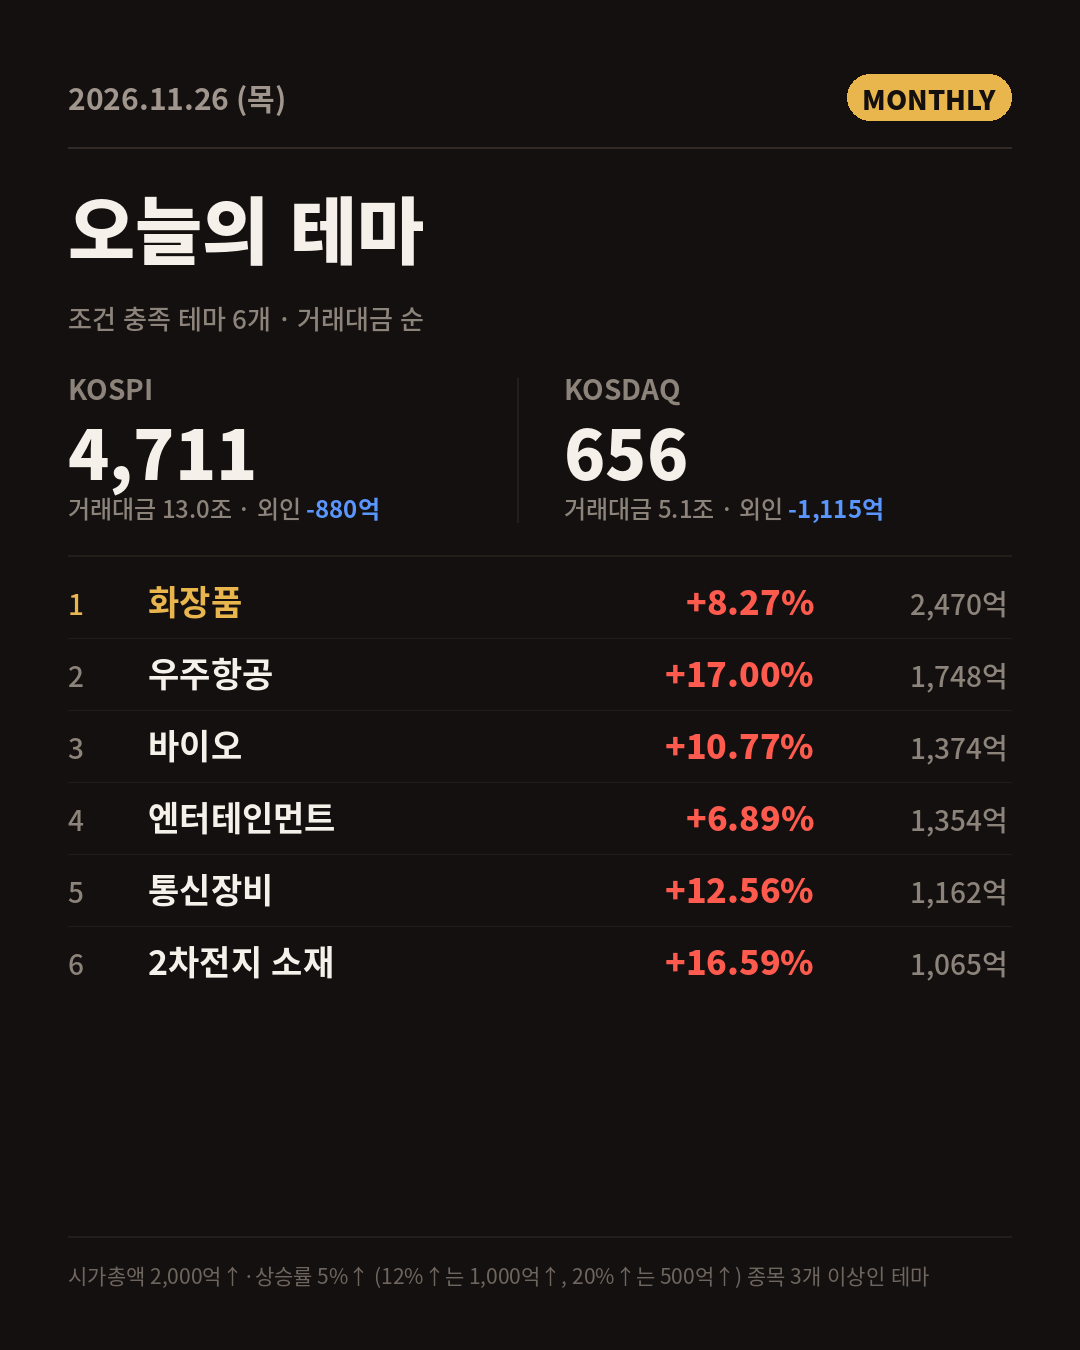 2026.11.26 (목) MONTHLY
오늘의 테마
조건 충족 테마 6개 · 거래대금 순
KOSPI KOSDAQ
4,711 656
거래대금 13.0조 · 외인 -880억 거래대금 5.1조 · 외인 -1,115억
1 화장품 +8.27% 2,470억
2 우주항공 +17.00% 1,748억
3 바이오 +10.77% 1,374억
4 엔터테인먼트 +6.89% 1,354억
5 통신장비 +12.56% 1,162억
6 2차전지 소재 +16.59% 1,065억
시가총액 2,000억↑ · 상승률 5%↑ (12%↑는 1,000억↑, 20%↑는 500억↑) 종목 3개 이상인 테마